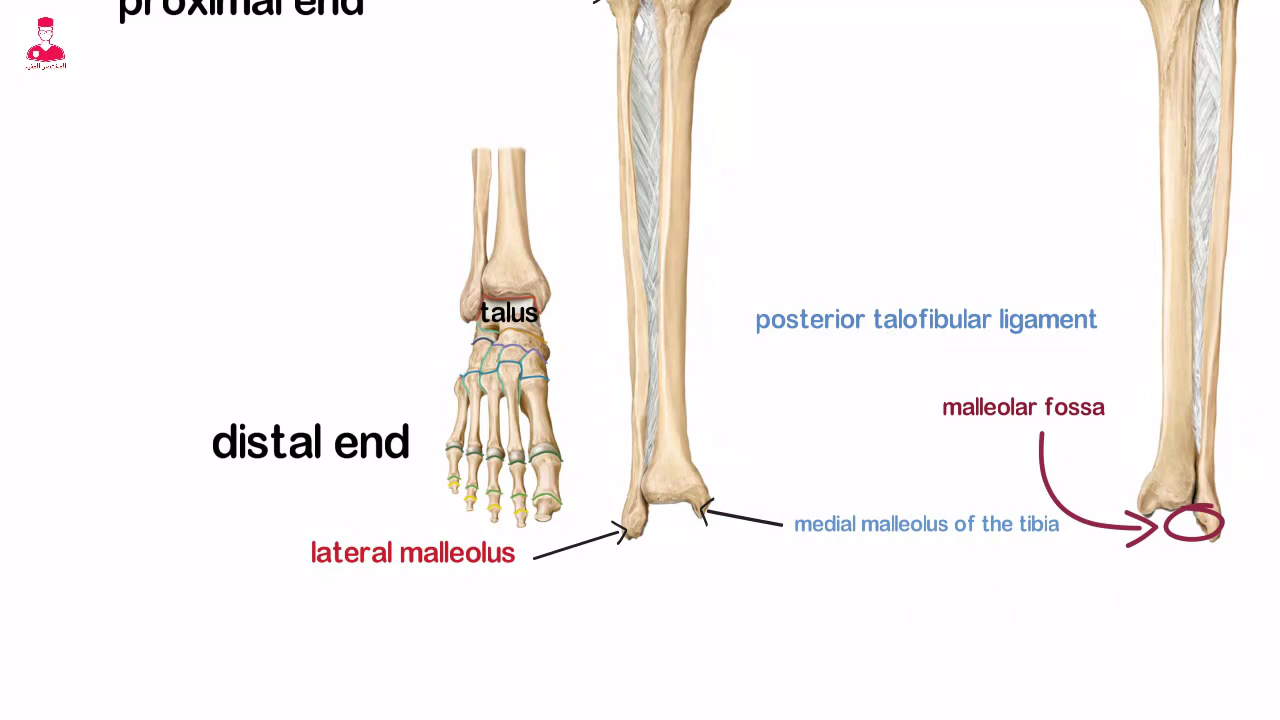 proximal end
talus
posterior talofibular ligament
malleolar fossa
distal end
medial malleolus of the tibia
lateral malleolus